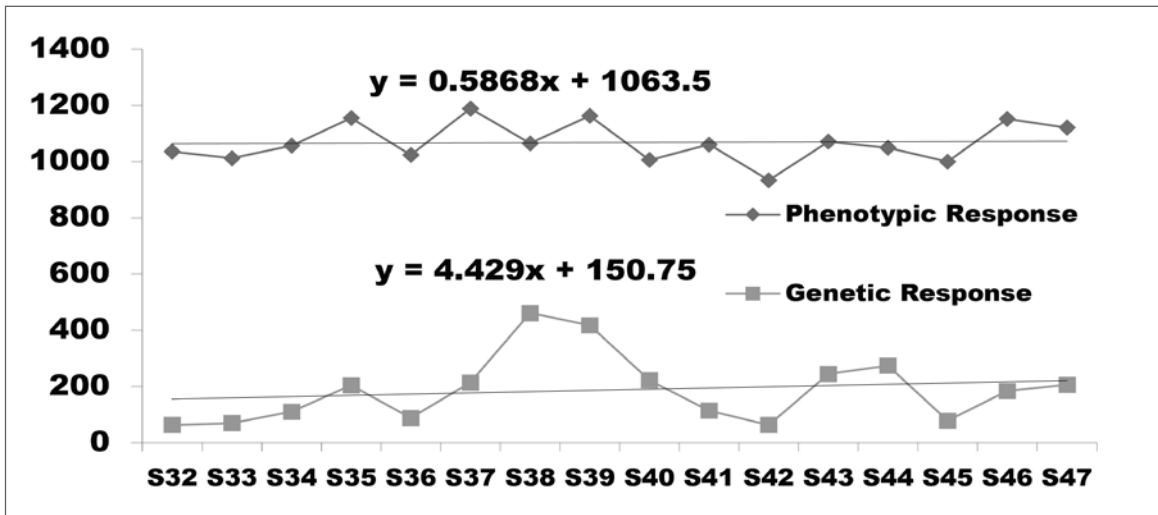 1400
y = 0.5868x + 1063.5
1200
1000
800
Phenotypic Response
600
y = 4.429x + 150.75
Genetic Response
400
200
0
S32 S33 S34 S35 S36 S37 S38 S39 S40 S41 S42 S43 S44 S45 S46 S47